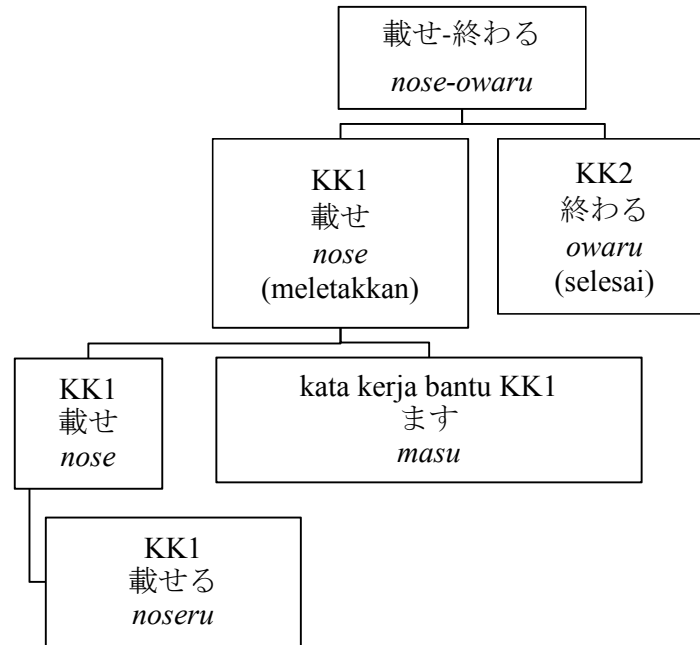 載せ-終わる
nose-owaru
KK1
載せ
nose
(meletakkan)
KK2
終わる
owaru
(selesai)
KK1
載せ
nose
kata kerja bantu KK1
ます
masu
KK1
載せる
noseru